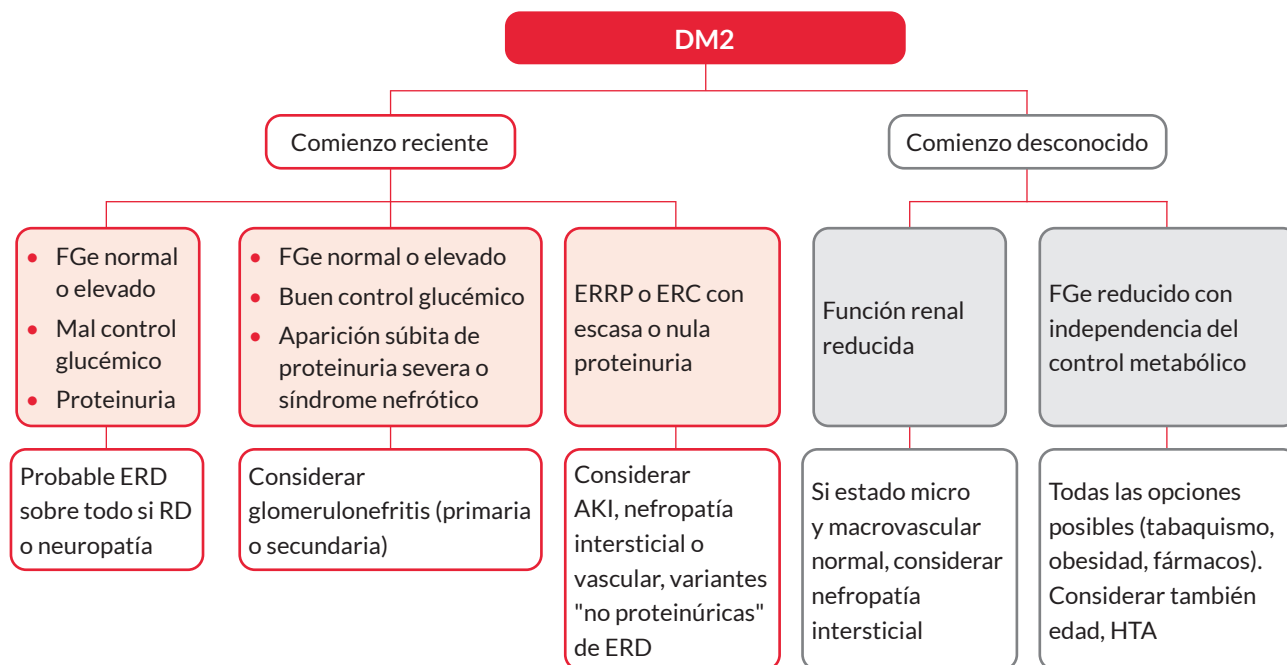 DM2
Comienzo reciente
Comienzo desconocido
• FGe normal
o elevado
• Mal control
glucémico
• Proteinuria
• FGe normal o elevado
• Buen control glucémico
• Aparición súbita de
proteinuria severa o
síndrome nefrótico
ERRP o ERC con
escasa o nula
proteinuria
Función renal
reducida
FGe reducido con
independencia del
control metabólico
Probable ERD
sobre todo si RD
o neuropatía
Considerar
glomerulonefritis (primaria
o secundaria)
Considerar
AKI, nefropatía
intersticial o
vascular, variantes
"no proteinúricas"
de ERD
Si estado micro
y macrovascular
normal, considerar
nefropatía
intersticial
Todas las opciones
posibles (tabaquismo,
obesidad, fármacos).
Considerar también
edad, HTA